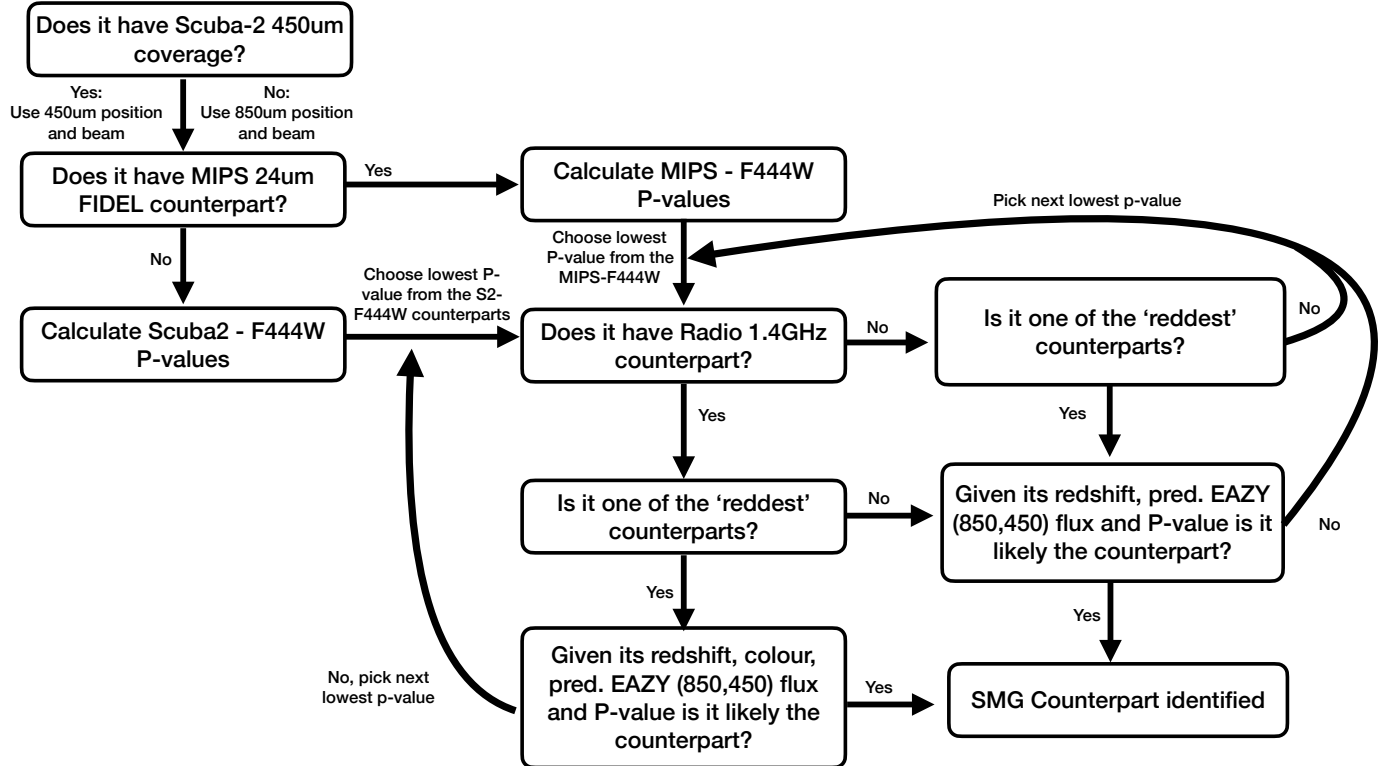 Does it have Scuba-2 450um
coverage?
Yes:
Use 450um position
and beam
No:
Use 850um position
and beam
Does it have MIPS 24um
FIDEL counterpart?
Yes
Calculate MIPS - F444W
P-values
Pick next lowest p-value
No
Choose lowest
P-value from the
MIPS-F444W
Choose lowest P-
value from the S2-
F444W counterparts
Calculate Scuba2 - F444W
P-values
Does it have Radio 1.4GHz
counterpart?
No
Is it one of the ‘reddest’
counterparts?
No
Yes
Yes
Is it one of the ‘reddest’
counterparts?
No
Given its redshift, pred. EAZY
(850,450) flux and P-value is it
likely the counterpart?
No
Yes
Yes
No, pick next
lowest p-value
Given its redshift, colour,
pred. EAZY (850,450) flux
and P-value is it likely the
counterpart?
Yes
SMG Counterpart identified